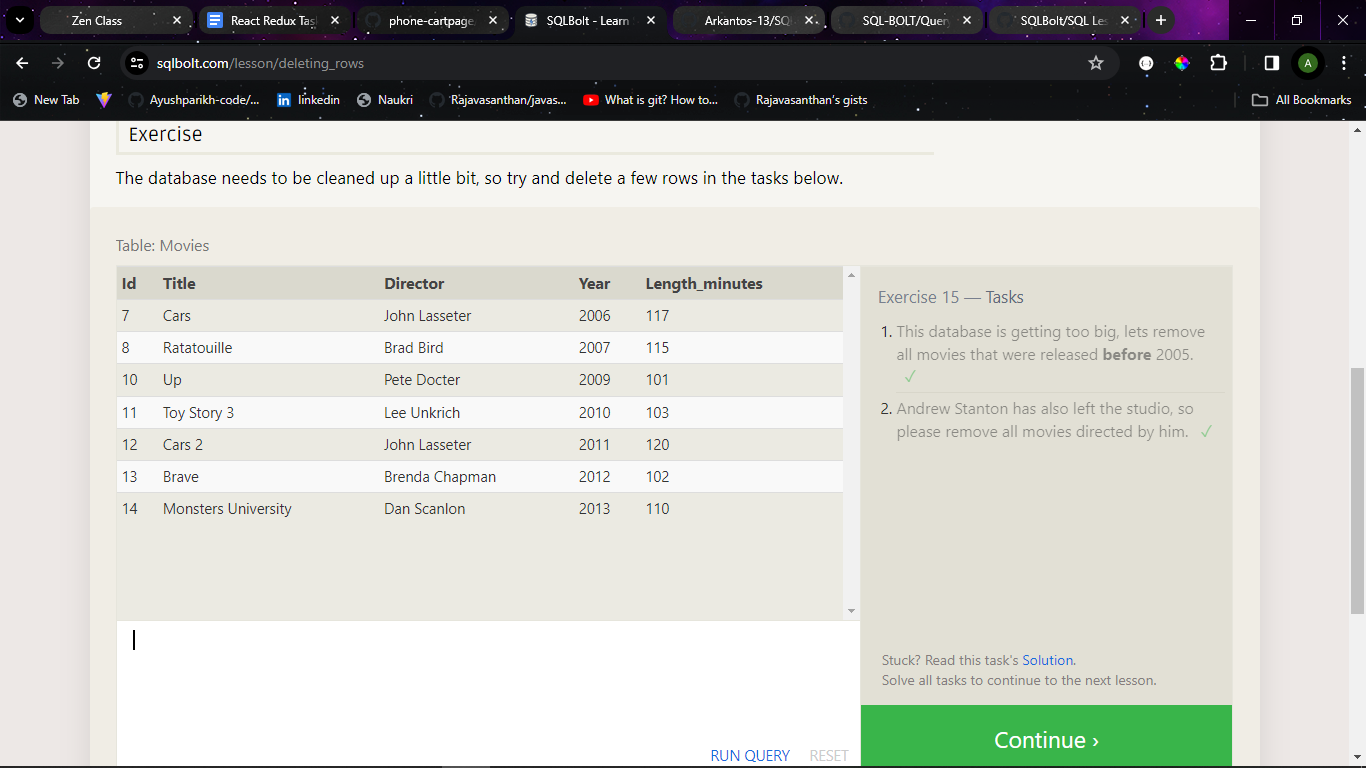 Zen Class
React Redux Tas
phone-cartpage
SQLBolt - Learn
Arkantos-13/SQ
SQL-BOLT/Quer
SQLBolt/SQL Les
sqlbolt.com/lesson/deleting_rows
A
New Tab
Ayushparikh-code/...
in linkedin
Naukri
Rajavasanthan/javas...
What is git? How to...
Rajavasanthan's gists
All Bookmarks
Exercise
The database needs to be cleaned up a little bit, so try and delete a few rows in the tasks below.
Table: Movies
Id Title Director Year Length_minutes
7 Cars John Lasseter 2006 117
8 Ratatouille Brad Bird 2007 115
10 Up Pete Docter 2009 101
11 Toy Story 3 Lee Unkrich 2010 103
12 Cars 2 John Lasseter 2011 120
13 Brave Brenda Chapman 2012 102
14 Monsters University Dan Scanlon 2013 110
Exercise 15 — Tasks
1. This database is getting too big, lets remove
all movies that were released before 2005.
✓
2. Andrew Stanton has also left the studio, so
please remove all movies directed by him. ✓
Stuck? Read this task's Solution.
Solve all tasks to continue to the next lesson.
RUN QUERY RESET
Continue ›